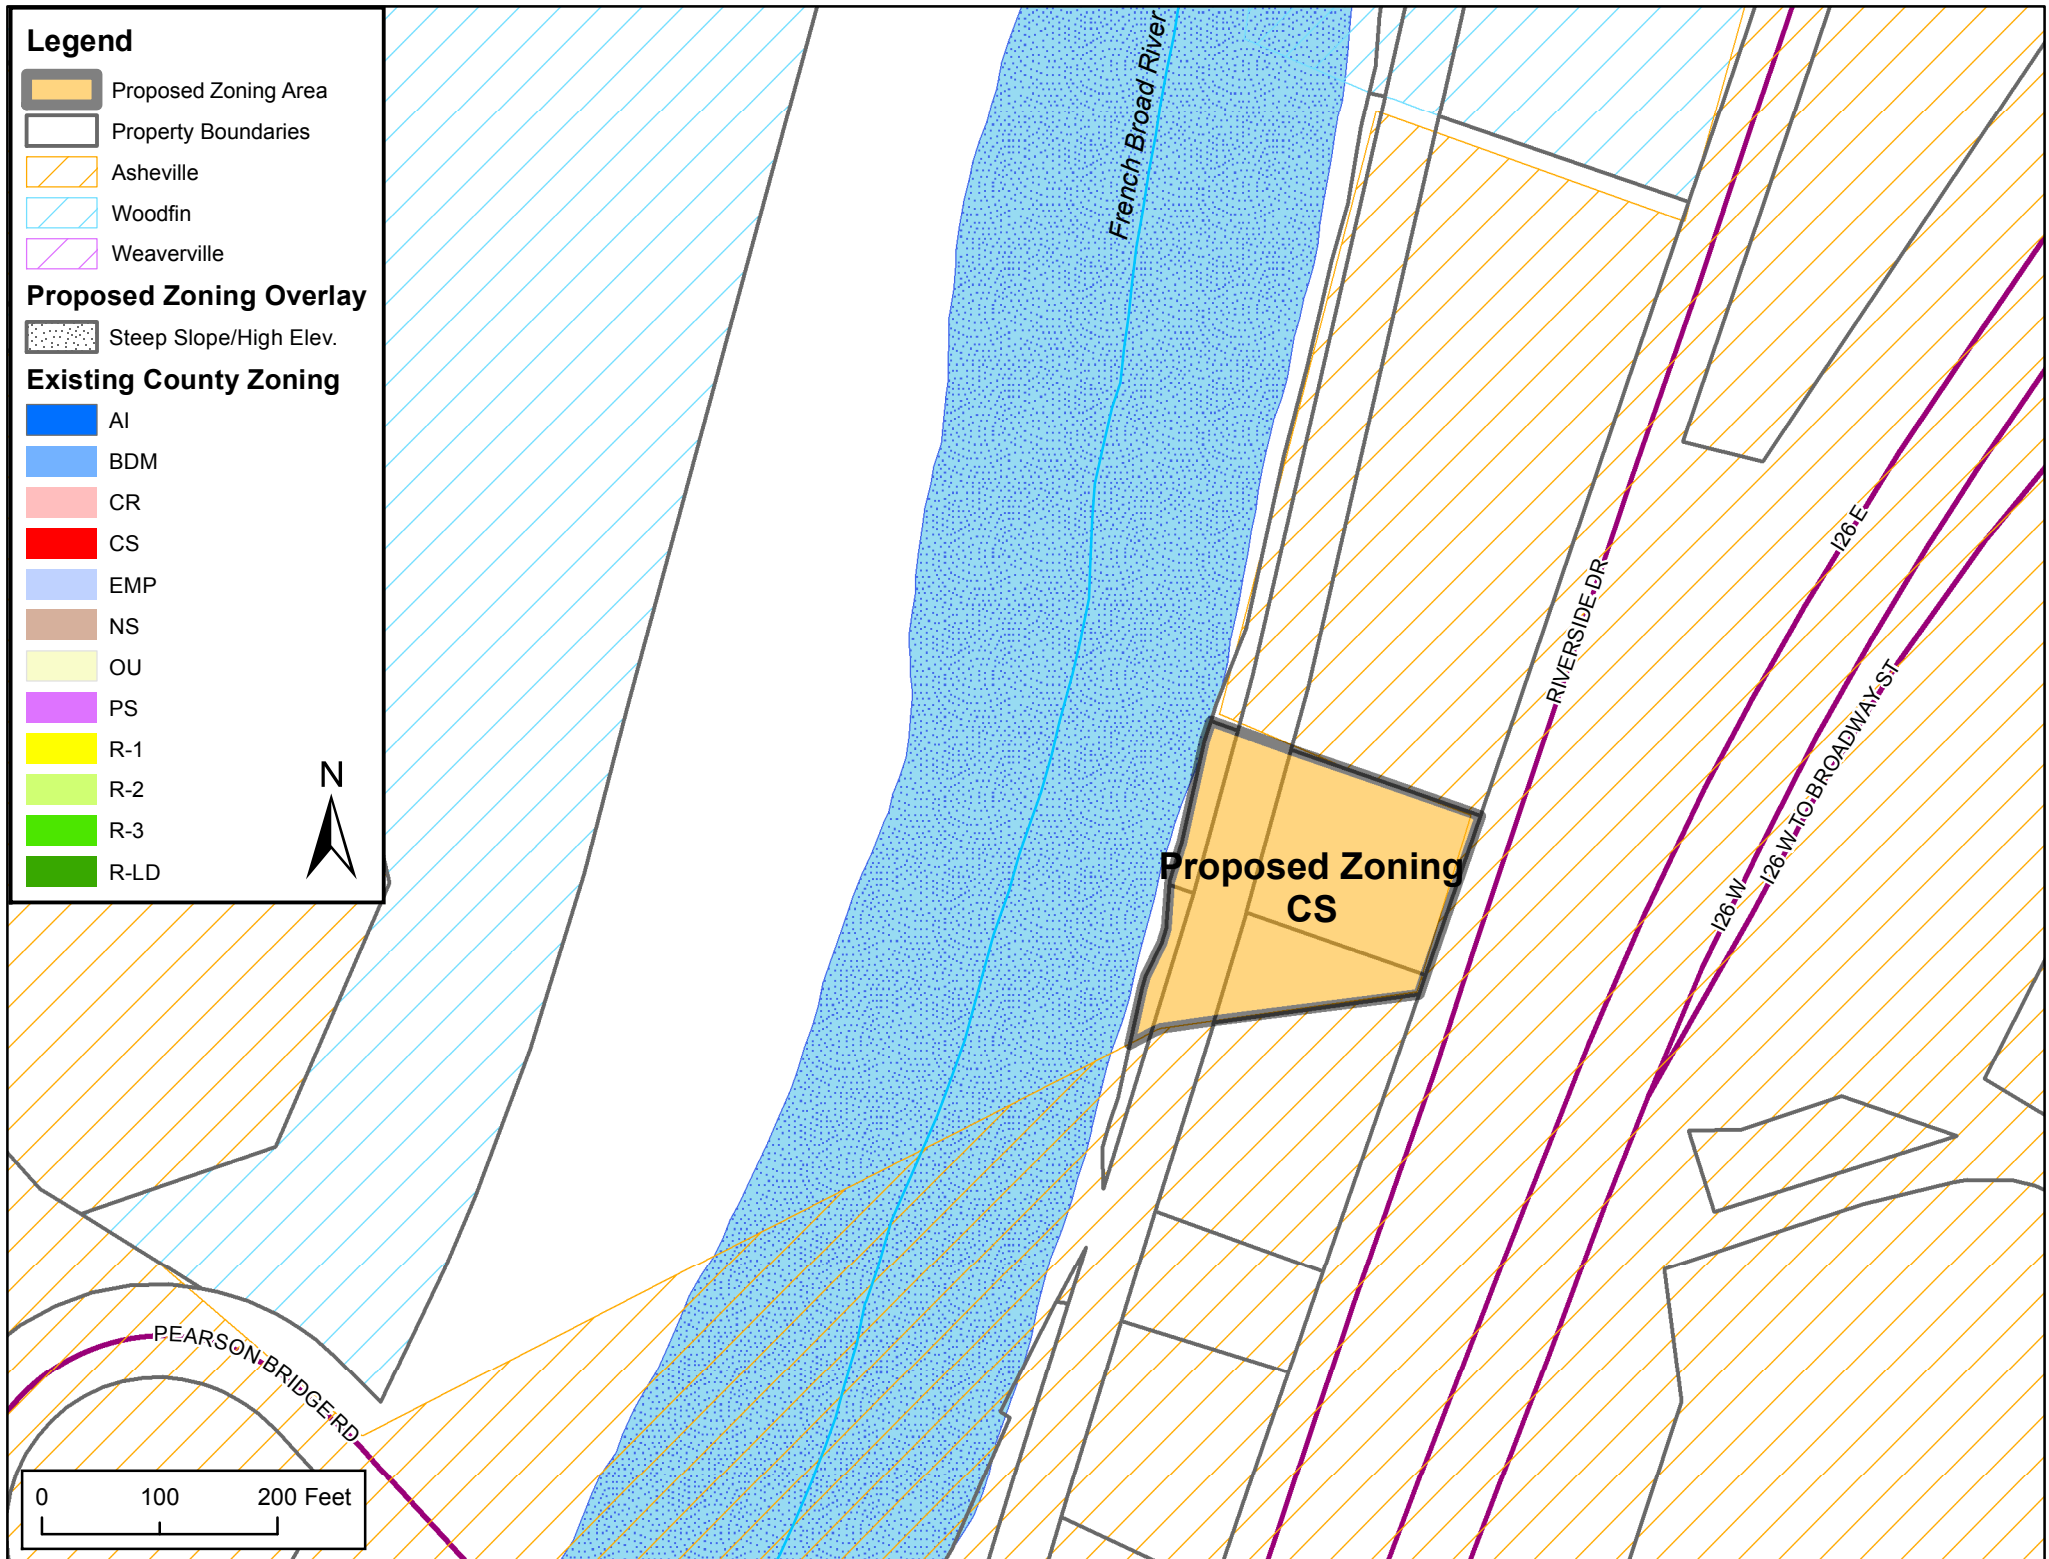 Legend
Proposed Zoning Area
Property Boundaries
Asheville
Woodfin
Weaverville
Proposed Zoning Overlay
Steep Slope/High Elev.
Existing County Zoning
AI
BDM
CR
CS
EMP
NS
OU
PS
R-1
R-2
R-3
R-LD
N
French Broad River
RIVERSIDE DR
I26 E
I26 W TO BROADWAY ST
I26 W
Proposed Zoning
CS
PEARSON BRIDGE RD
0 100 200 Feet